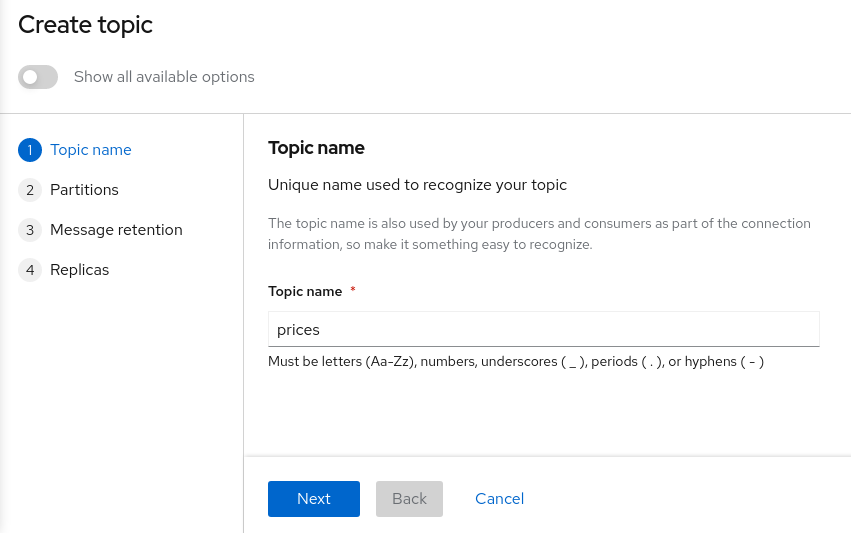 Create topic
Show all available options
1 Topic name
2 Partitions
3 Message retention
4 Replicas
Topic name
Unique name used to recognize your topic
The topic name is also used by your producers and consumers as part of the connection
information, so make it something easy to recognize.
Topic name *
prices
Must be letters (Aa-Zz), numbers, underscores ( _ ), periods ( . ), or hyphens ( - )
Next Back Cancel